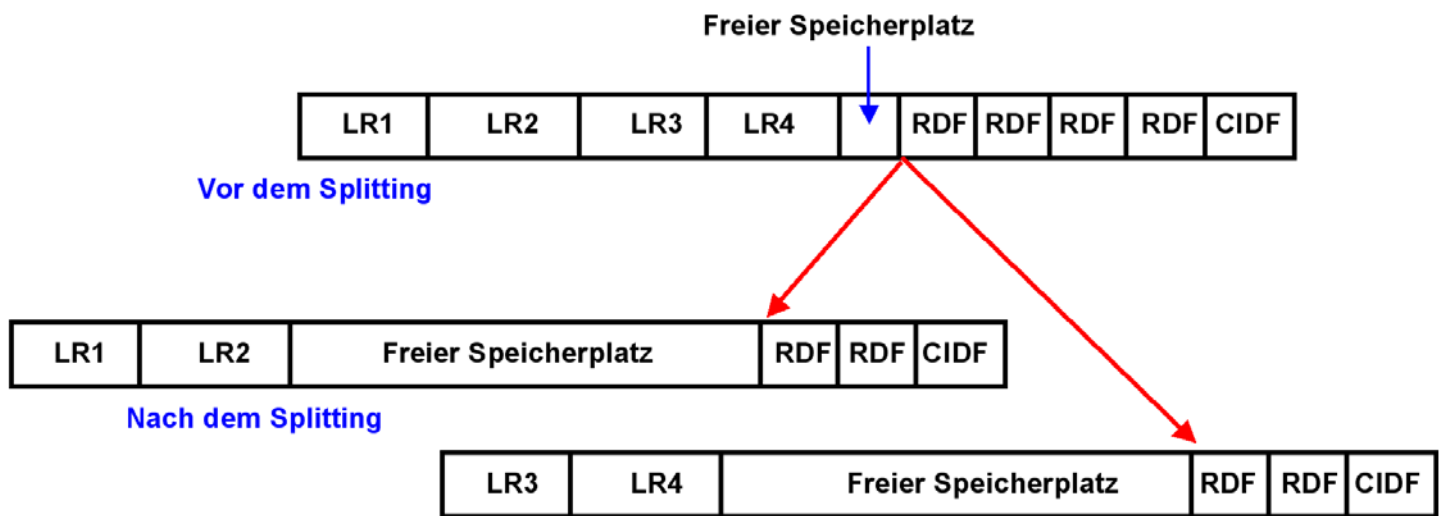 Freier Speicherplatz
LR1 LR2 LR3 LR4 RDF RDF RDF RDF CIDF
Vor dem Splitting
LR1 LR2 Freier Speicherplatz RDF RDF CIDF
Nach dem Splitting
LR3 LR4 Freier Speicherplatz RDF RDF CIDF